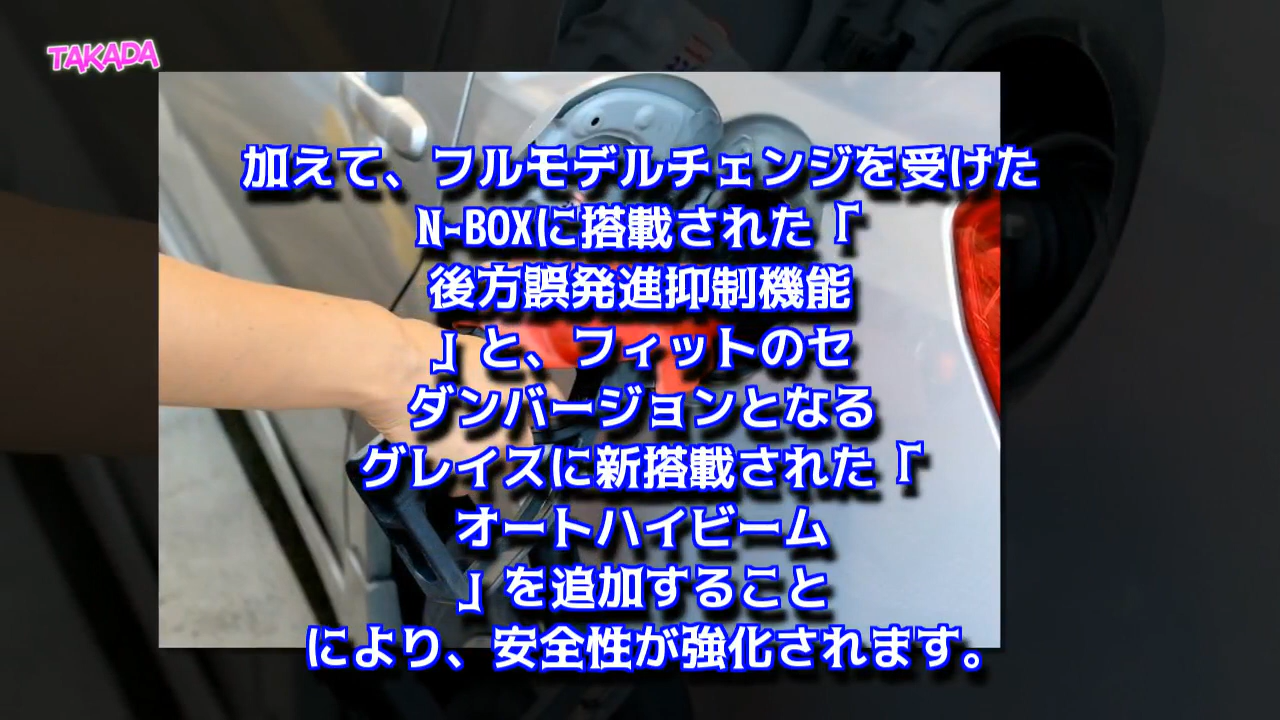 TAKADA
加えて、フルモデルチェンジを受けた
N-BOXに搭載された『
後方誤発進抑制機能
』と、フィットのセ
ダンバージョンとなる
グレイスに新搭載された『
オートハイビーム
』を追加すること
により、安全性が強化されます。